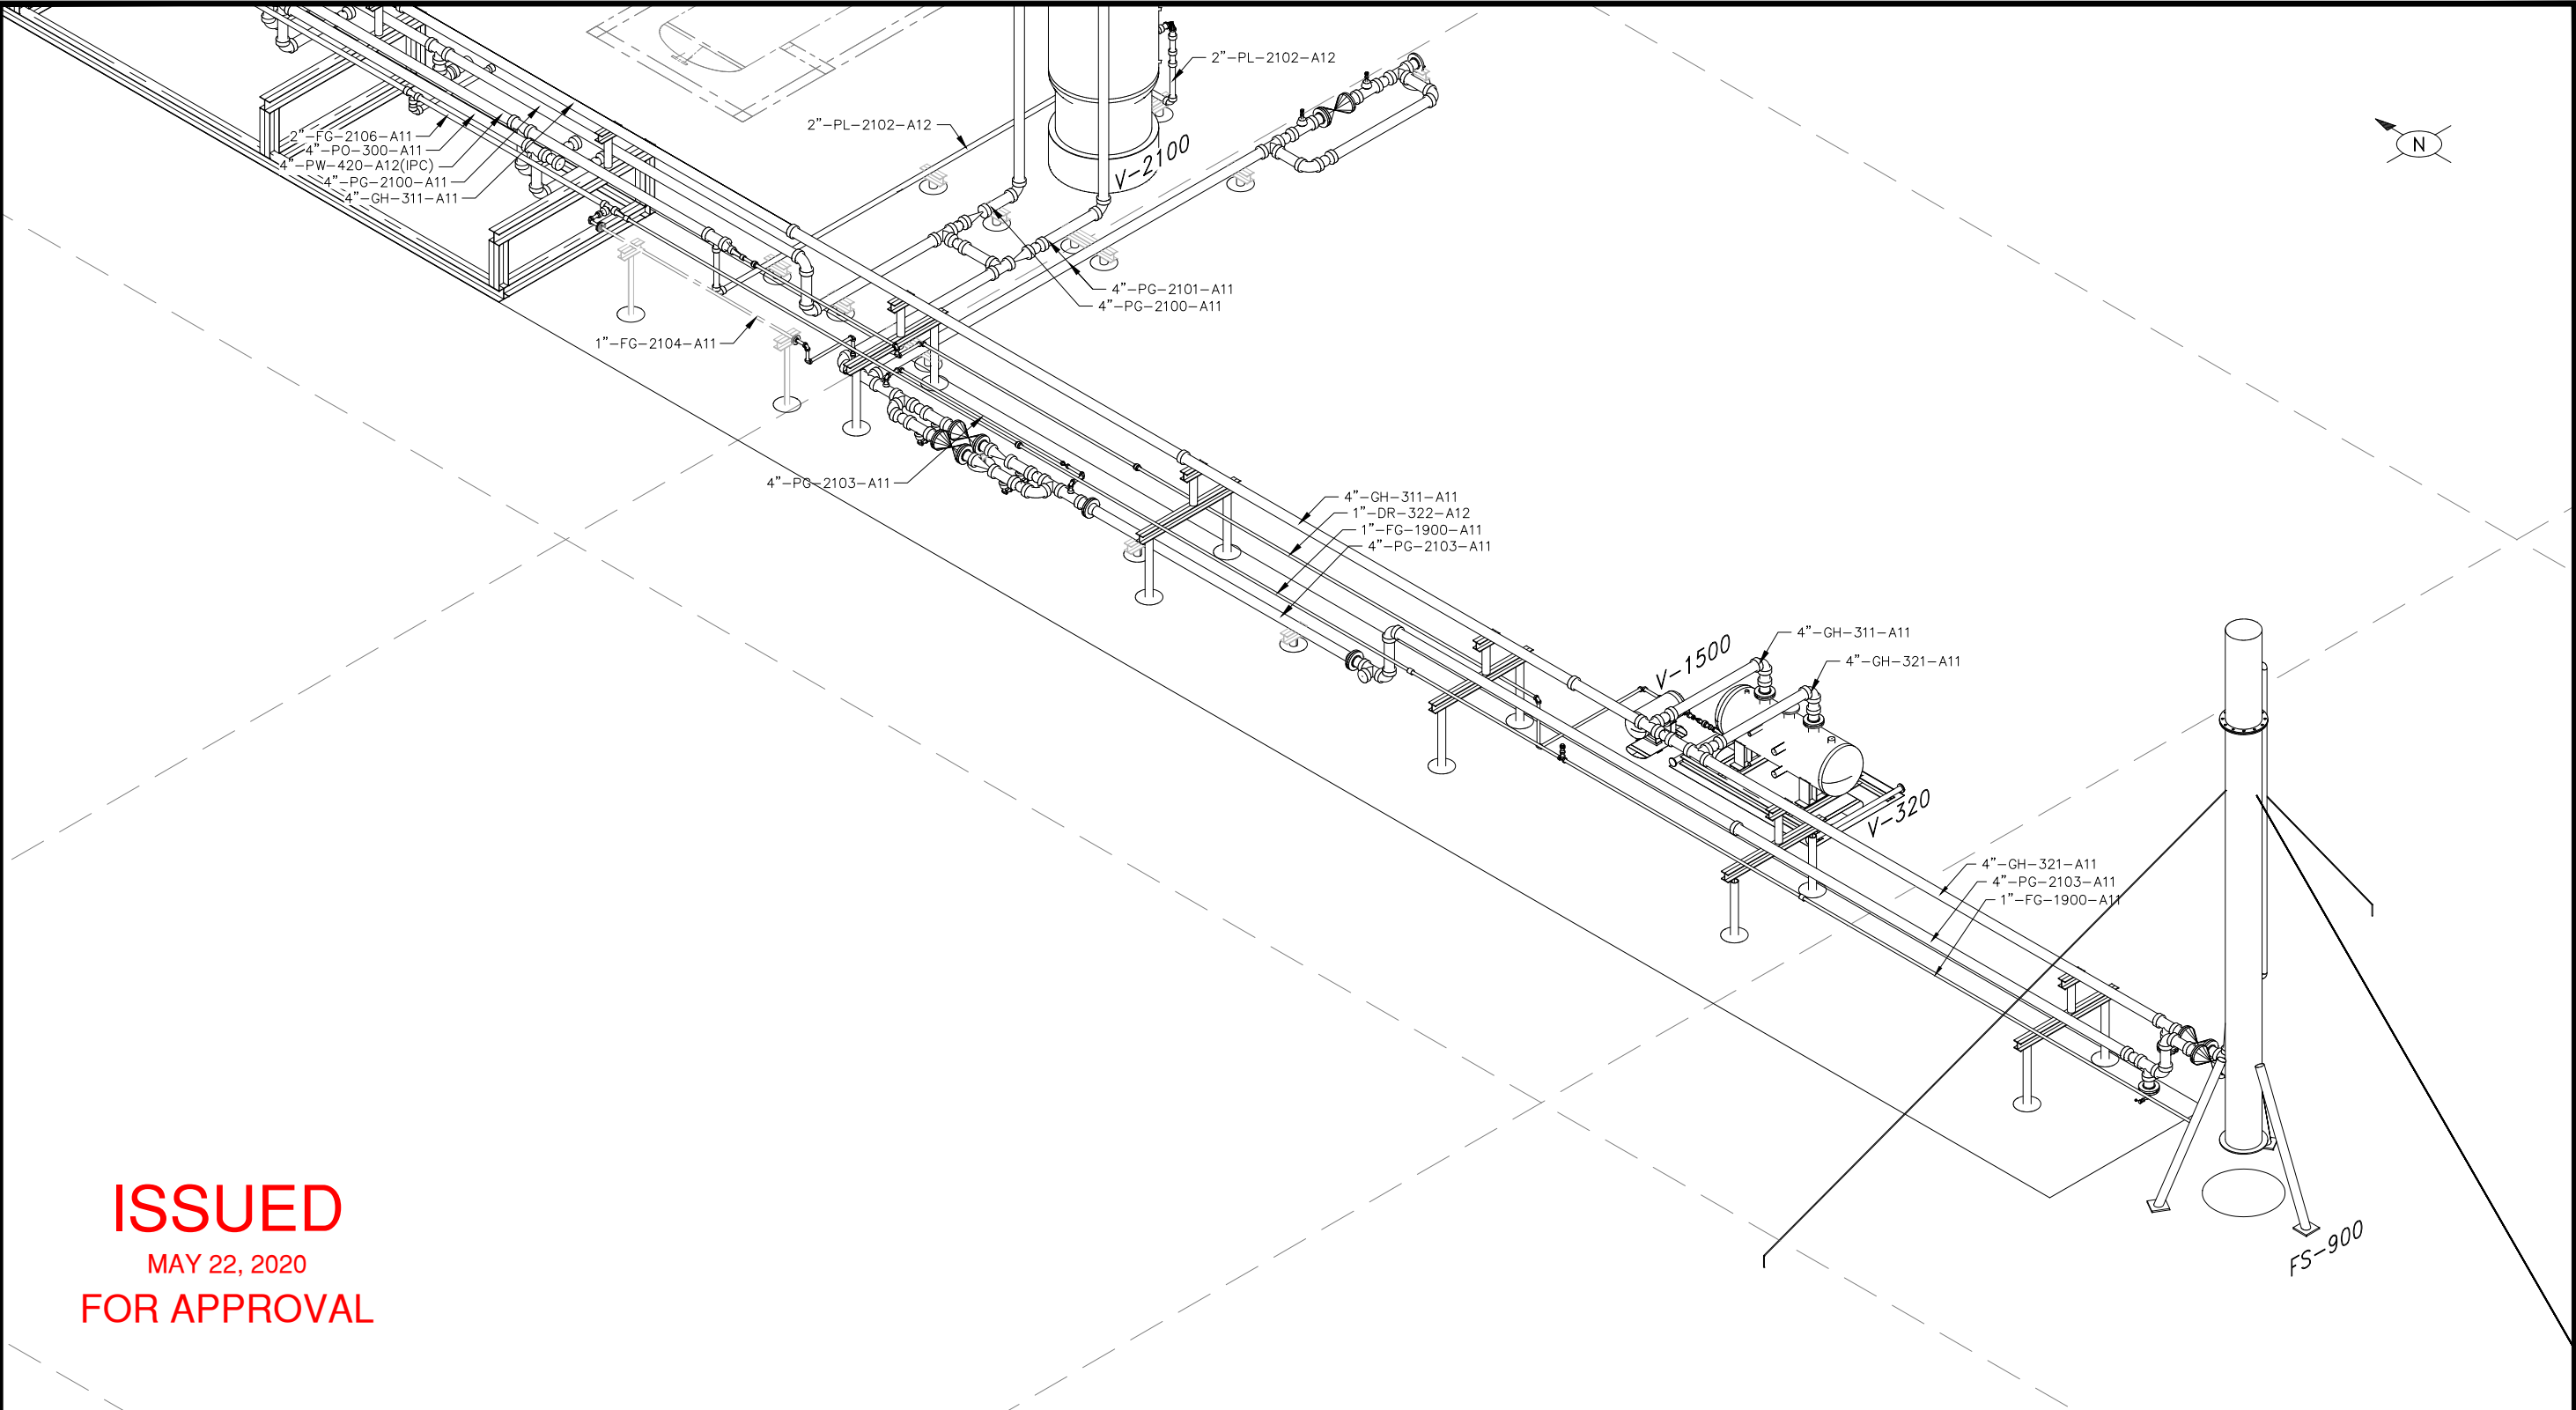 2"-PL-2102-A12
2"-PL-2102-A12
2"-FG-2106-A11
4"-PO-300-A11
4"-PW-420-A12(IPC)
4"-PG-2100-A11
4"-GH-311-A11
V-2100
N
4"-PG-2101-A11
4"-PG-2100-A11
1"-FG-2104-A11
4"-PG-2103-A11
4"-GH-311-A11
1"-DR-322-A12
1"-FG-1900-A11
4"-PG-2103-A11
V-1500
4"-GH-311-A11
4"-GH-321-A11
V-320
4"-GH-321-A11
4"-PG-2103-A11
1"-FG-1900-A11
FS-900
ISSUED
MAY 22, 2020
FOR APPROVAL